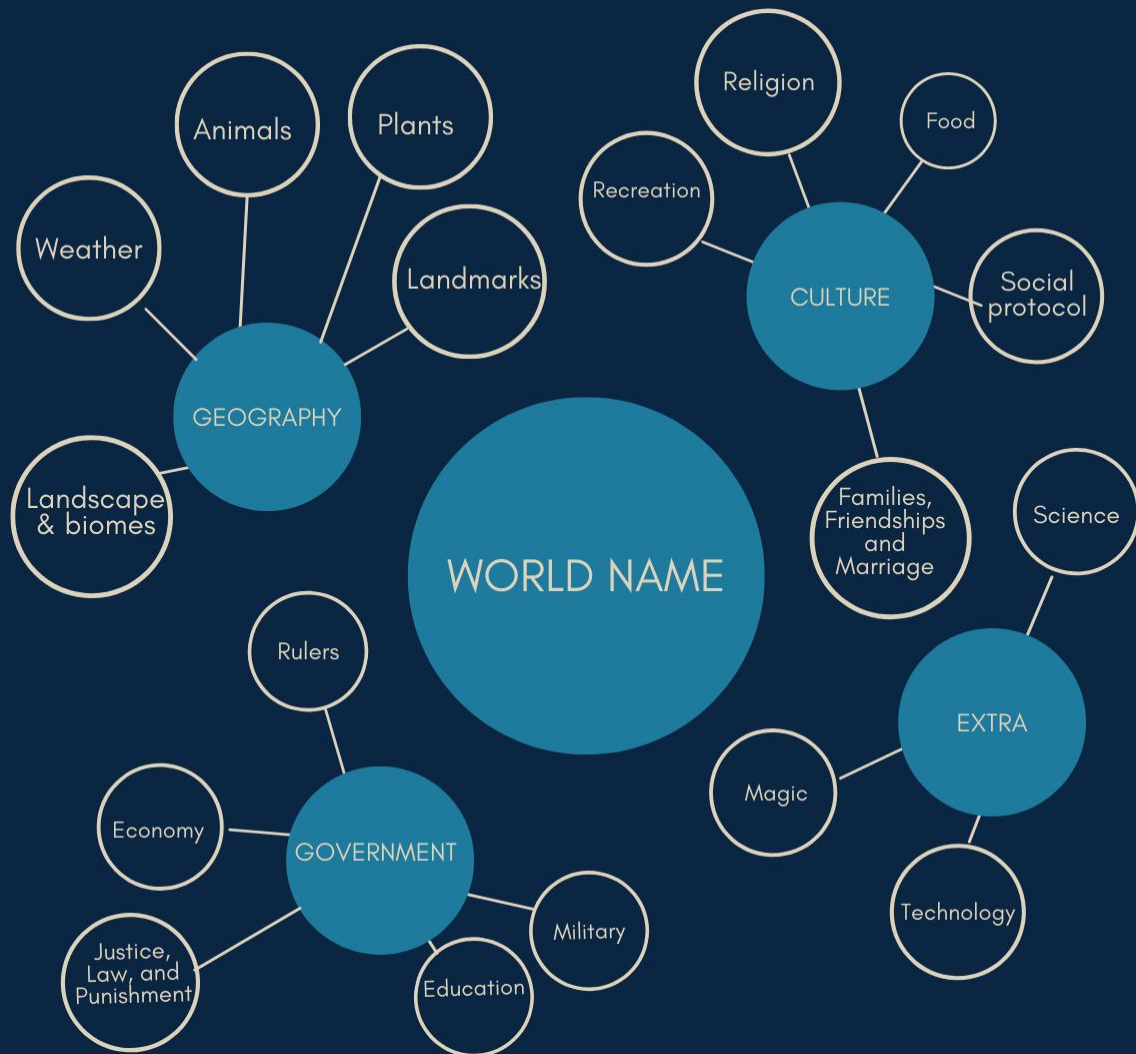 Animals
Plants
Weather
Landmarks
GEOGRAPHY
Landscape
& biomes
Religion
Food
Recreation
CULTURE
Social
protocol
Families,
Friendships
and
Marriage
WORLD NAME
Science
EXTRA
Magic
Technology
Rulers
Economy
GOVERNMENT
Justice,
Law, and
Punishment
Education
Military